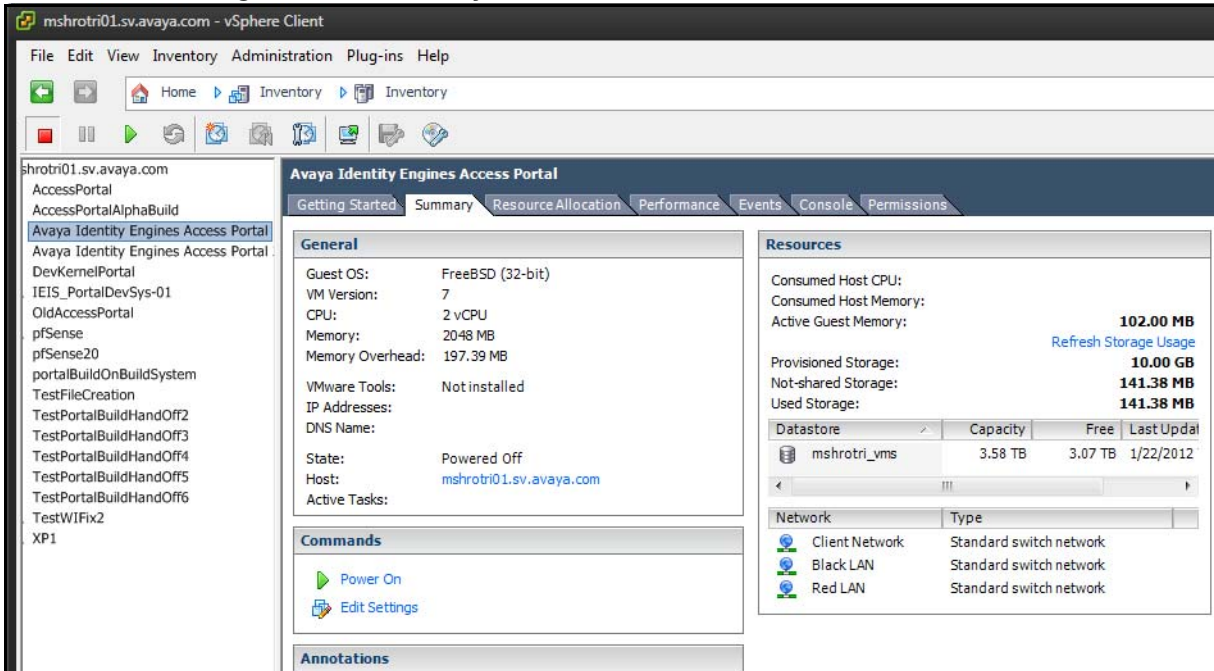 mshrotri01.sv.avaya.com - vSphere Client
File Edit View Inventory Administration Plug-ins Help
Home Inventory Inventory
shrotri01.sv.avaya.com
AccessPortal
AccessPortalAlphaBuild
Avaya Identity Engines Access Portal
Avaya Identity Engines Access Portal
DevKernelPortal
IEIS_PortalDevSys-01
OldAccessPortal
pfSense
pfSense20
portalBuildOnBuildSystem
TestFileCreation
TestPortalBuildHandOff2
TestPortalBuildHandOff3
TestPortalBuildHandOff4
TestPortalBuildHandOff5
TestPortalBuildHandOff6
TestWIFix2
XP1
Avaya Identity Engines Access Portal
Getting Started Summary Resource Allocation Performance Events Console Permissions
General
Guest OS: FreeBSD (32-bit)
VM Version: 7
CPU: 2 vCPU
Memory: 2048 MB
Memory Overhead: 197.39 MB
VMware Tools: Not installed
IP Addresses:
DNS Name:
State: Powered Off
Host: mshrotri01.sv.avaya.com
Active Tasks:
Commands
Power On
Edit Settings
Annotations
Resources
Consumed Host CPU:
Consumed Host Memory:
Active Guest Memory: 102.00 MB
Refresh Storage Usage
Provisioned Storage: 10.00 GB
Not-shared Storage: 141.38 MB
Used Storage: 141.38 MB
Datastore Capacity Free Last Updat
mshrotri_vms 3.58 TB 3.07 TB 1/22/2012
Network Type
Client Network Standard switch network
Black LAN Standard switch network
Red LAN Standard switch network